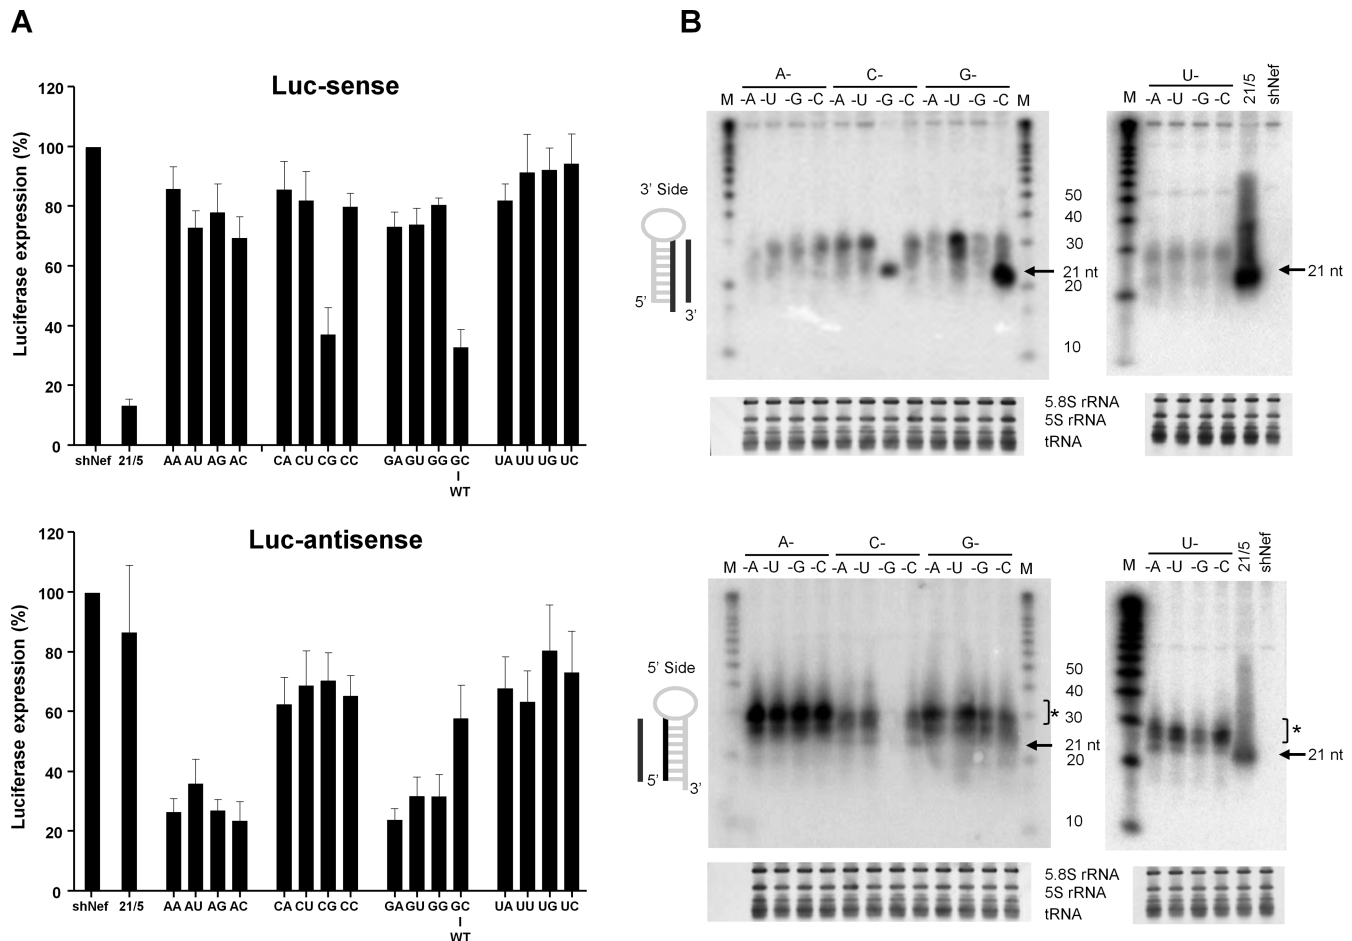 A
Luc-sense
Luciferase expression (%)
120
100
80
60
40
20
0
shNef 21/5 AA AU AG AC CA CU CG CC GA GU GG GC UA UU UG UC
WT
Luc-antisense
Luciferase expression (%)
120
100
80
60
40
20
0
shNef 21/5 AA AU AG AC CA CU CG CC GA GU GG GC UA UU UG UC
WT
B
A- C- G-
M -A -U -G -C -A -U -G -C -A -U -G -C M
3' Side
5'
3'
50
40
30
21 nt
20
10
5.8S rRNA
5S rRNA
tRNA
U-
M -A -U -G -C 21/5 shNef
21 nt
A- C- G-
-A -U -G -C -A -U -G -C -A -U -G -C M
5' Side
5'
3'
50
40
* 30
21 nt
20
10
5.8S rRNA
5S rRNA
tRNA
U-
M -A -U -G -C 21/5 shNef
*
21 nt